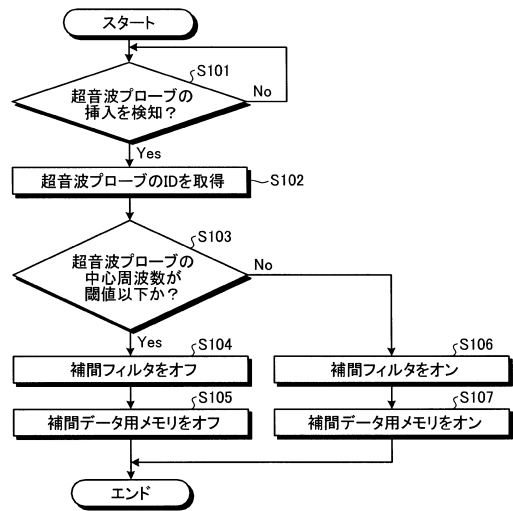 スタート
S101
超音波プローブの
挿入を検知？
No
Yes
超音波プローブのIDを取得
S102
S103
超音波プローブの
中心周波数が
閾値以下か？
No
Yes
S104
補間フィルタをオフ
S106
補間フィルタをオン
S105
補間データ用メモリをオフ
S107
補間データ用メモリをオン
エンド